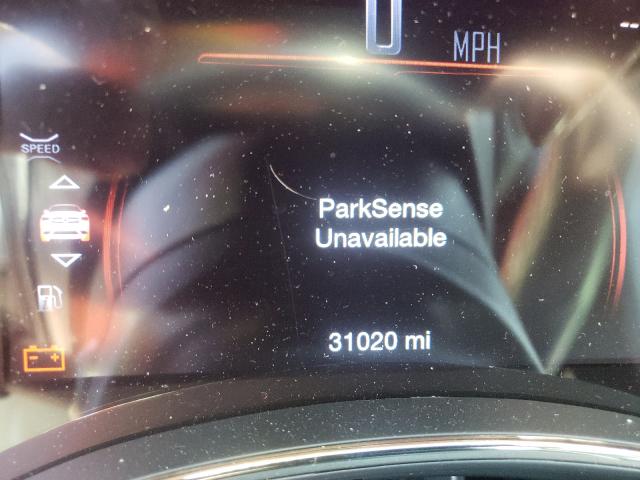 0 MPH
SPEED
ParkSense
Unavailable
31020 mi